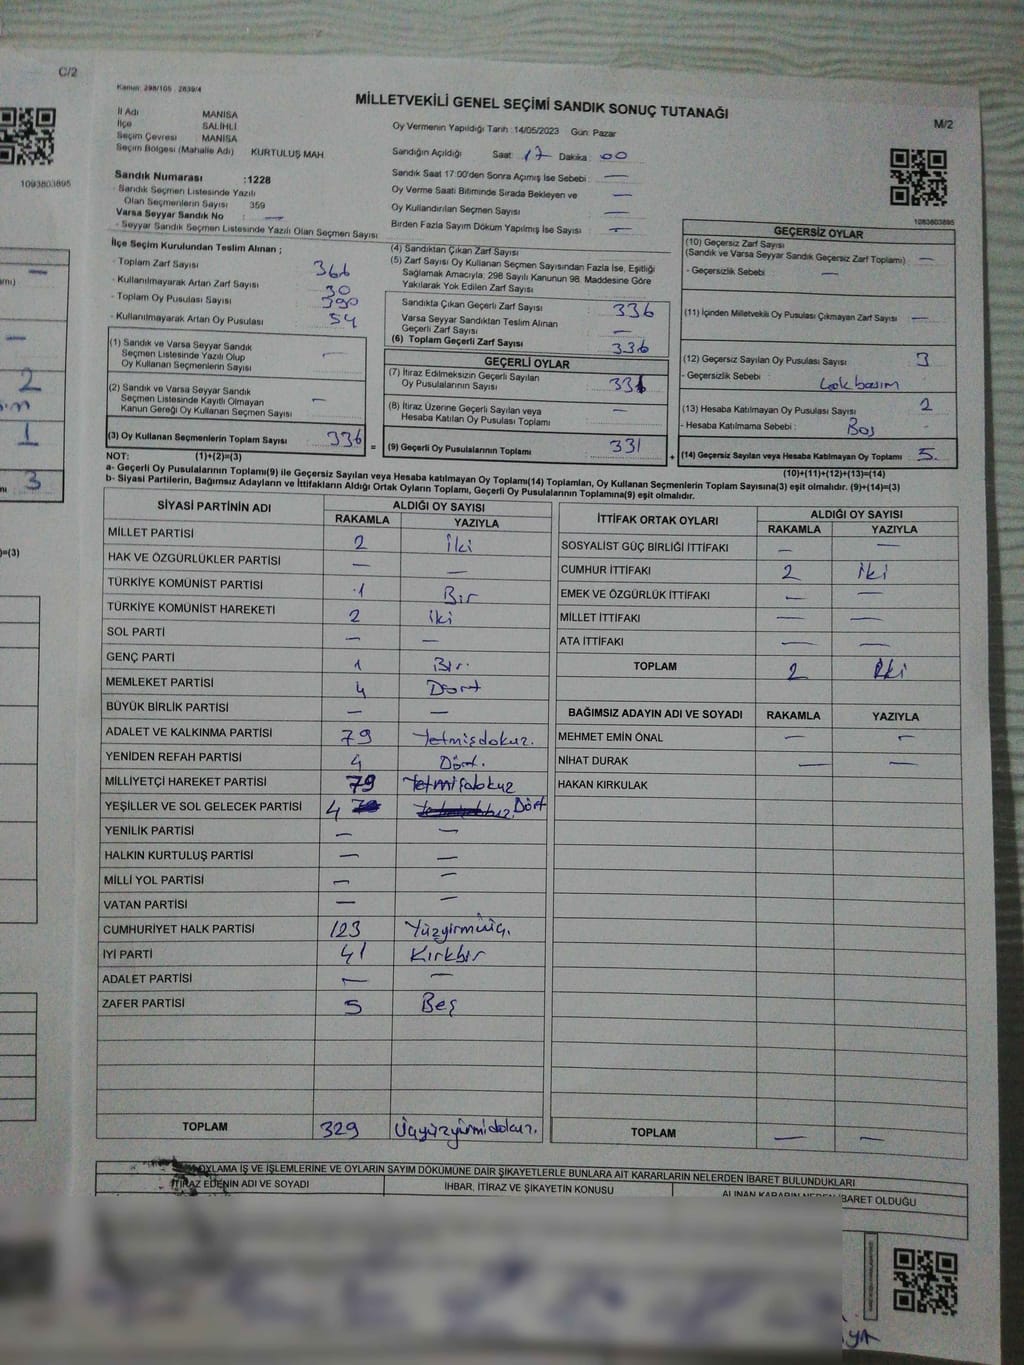 C/2
1093803895
2
1
3
)=(3)
Kanun: 298/105 2839/4
MİLLETVEKİLİ GENEL SEÇİMİ SANDIK SONUÇ TUTANAĞI
M/2
İl Adı MANİSA
İlçe SALİHLİ
Seçim Çevresi MANİSA
Seçim Bölgesi (Mahalle Adı) KURTULUŞ MAH
Sandık Numarası :1228
- Sandık Seçmen Listesinde Yazılı
Olan Seçmenlerin Sayısı 359
Varsa Seyyar Sandık No —
- Seyyar Sandık Seçmen Listesinde Yazılı Olan Seçmen Sayısı
Oy Vermenin Yapıldığı Tarih :14/05/2023 Gün: Pazar
Sandığın Açıldığı Saat: 17 Dakika: 00
Sandık Saat 17:00'den Sonra Açımış İse Sebebi : —
Oy Verme Saati Bitiminde Sırada Bekleyen ve —
Oy Kullandırılan Seçmen Sayısı : —
Birden Fazla Sayım Döküm Yapılmış İse Sayısı : —
1093803895
İlçe Seçim Kurulundan Teslim Alınan ;
- Toplam Zarf Sayısı 366
- Kullanılmayarak Artan Zarf Sayısı 30
- Toplam Oy Pusulası Sayısı 390
- Kullanılmayarak Artan Oy Pusulası 54
(1) Sandık ve Varsa Seyyar Sandık
Seçmen Listesinde Yazılı Olup
Oy Kullanan Seçmenlerin Sayısı —
(2) Sandık ve Varsa Seyyar Sandık
Seçmen Listesinde Kayıtlı Olmayan
Kanun Gereği Oy Kullanan Seçmen Sayısı —
(3) Oy Kullanan Seçmenlerin Toplam Sayısı 336 =
(4) Sandıktan Çıkan Zarf Sayısı
(5) Zarf Sayısı Oy Kullanan Seçmen Sayısından Fazla İse, Eşitliği
Sağlamak Amacıyla; 298 Sayılı Kanunun 98. Maddesine Göre
Yakılarak Yok Edilen Zarf Sayısı
Sandıkta Çıkan Geçerli Zarf Sayısı 336
Varsa Seyyar Sandıktan Teslim Alınan
Geçerli Zarf Sayısı —
(6) Toplam Geçerli Zarf Sayısı 336
GEÇERLİ OYLAR
(7) İtiraz Edilmeksizin Geçerli Sayılan
Oy Pusulalarının Sayısı 331
(8) İtiraz Üzerine Geçerli Sayılan veya
Hesaba Katılan Oy Pusulası Toplamı —
(9) Geçerli Oy Pusulalarının Toplamı 331 +
GEÇERSİZ OYLAR
(10) Geçersiz Zarf Sayısı
(Sandık ve Varsa Seyyar Sandık Geçersiz Zarf Toplamı) —
- Geçersizlik Sebebi —
(11) İçinden Milletvekili Oy Pusulası Çıkmayan Zarf Sayısı —
(12) Geçersiz Sayılan Oy Pusulası Sayısı 3
- Geçersizlik Sebebi : Çok basım
(13) Hesaba Katılmayan Oy Pusulası Sayısı 2
- Hesaba Katılmama Sebebi : Boş
(14) Geçersiz Sayılan veya Hesaba Katılmayan Oy Toplamı 5
NOT: (1)+(2)=(3) (10)+(11)+(12)+(13)=(14)
a- Geçerli Oy Pusulalarının Toplamı(9) ile Geçersiz Sayılan veya Hesaba katılmayan Oy Toplamı(14) Toplamları, Oy Kullanan Seçmenlerin Toplam Sayısına(3) eşit olmalıdır. (9)+(14)=(3)
b- Siyasi Partilerin, Bağımsız Adayların ve İttifakların Aldığı Ortak Oyların Toplamı, Geçerli Oy Pusulalarının Toplamına(9) eşit olmalıdır.
SİYASİ PARTİNİN ADI ALDIĞI OY SAYISI
RAKAMLA YAZIYLA
MİLLET PARTİSİ 2 İki
HAK VE ÖZGÜRLÜKLER PARTİSİ — —
TÜRKİYE KOMÜNİST PARTİSİ 1 Bir
TÜRKİYE KOMÜNİST HAREKETİ 2 iki
SOL PARTİ — —
GENÇ PARTİ 1 Bir.
MEMLEKET PARTİSİ 4 Dört
BÜYÜK BİRLİK PARTİSİ — —
ADALET VE KALKINMA PARTİSİ 79 Yetmişdokuz.
YENİDEN REFAH PARTİSİ 4 Dört.
MİLLİYETÇİ HAREKET PARTİSİ 79 Yetmişdokuz
YEŞİLLER VE SOL GELECEK PARTİSİ 4 Dört
YENİLİK PARTİSİ — —
HALKIN KURTULUŞ PARTİSİ — —
MİLLİ YOL PARTİSİ — —
VATAN PARTİSİ — —
CUMHURİYET HALK PARTİSİ 123 Yüzyirmiüç.
İYİ PARTİ 41 Kırkbir
ADALET PARTİSİ — —
ZAFER PARTİSİ 5 Beş
TOPLAM 329 Üçyüzyirmidokuz.
İTTİFAK ORTAK OYLARI ALDIĞI OY SAYISI
RAKAMLA YAZIYLA
SOSYALİST GÜÇ BİRLİĞİ İTTİFAKI — —
CUMHUR İTTİFAKI 2 iki
EMEK VE ÖZGÜRLÜK İTTİFAKI — —
MİLLET İTTİFAKI — —
ATA İTTİFAKI — —
TOPLAM 2 İki
BAĞIMSIZ ADAYIN ADI VE SOYADI RAKAMLA YAZIYLA
MEHMET EMİN ÖNAL — —
NİHAT DURAK — —
HAKAN KIRKULAK
TOPLAM — —
OYLAMA İŞ VE İŞLEMLERİNE VE OYLARIN SAYIM DÖKÜMÜNE DAİR ŞİKAYETLERLE BUNLARA AİT KARARLARIN NELERDEN İBARET BULUNDUKLARI
İTİRAZ EDENİN ADI VE SOYADI İHBAR, İTİRAZ VE ŞİKAYETİN KONUSU ALINAN KARARIN NEDEN İBARET OLDUĞU